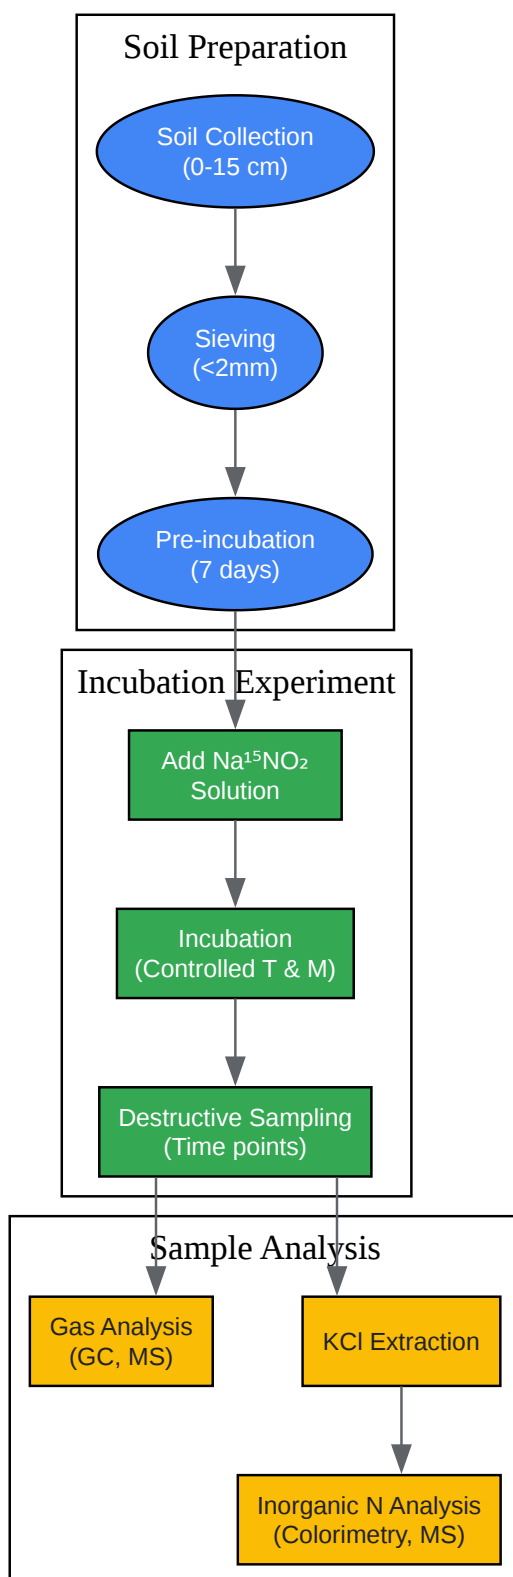 Soil Preparation
Soil Collection
(0-15 cm)
Sieving
(<2mm)
Pre-incubation
(7 days)
Incubation Experiment
Add Na¹⁵NO₂
Solution
Incubation
(Controlled T & M)
Destructive Sampling
(Time points)
Sample Analysis
Gas Analysis
(GC, MS)
KCl Extraction
Inorganic N Analysis
(Colorimetry, MS)